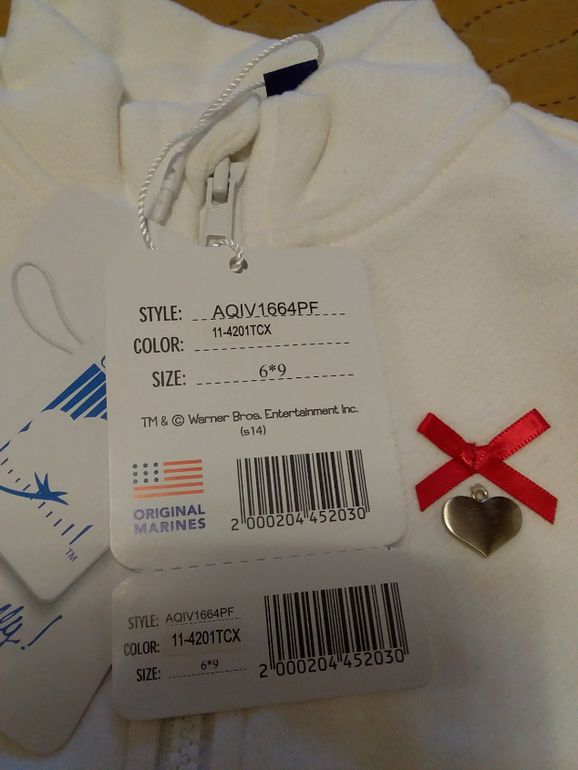 STYLE: AQIV1664PF
COLOR: 11-4201TCX
SIZE: 6*9
TM & © Warner Bros. Entertainment Inc.
(s14)
ORIGINAL
MARINES
2 000204 452030
TM
STYLE: AQIV1664PF
COLOR: 11-4201TCX
SIZE: 6*9
2 000204 452030